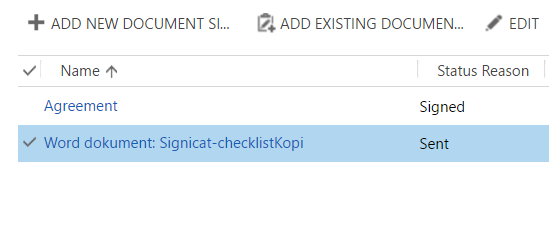 ADD NEW DOCUMENT SI... ADD EXISTING DOCUMEN... EDIT
Name Status Reason
Agreement Signed
Word dokument: Signicat-checklistKopi Sent